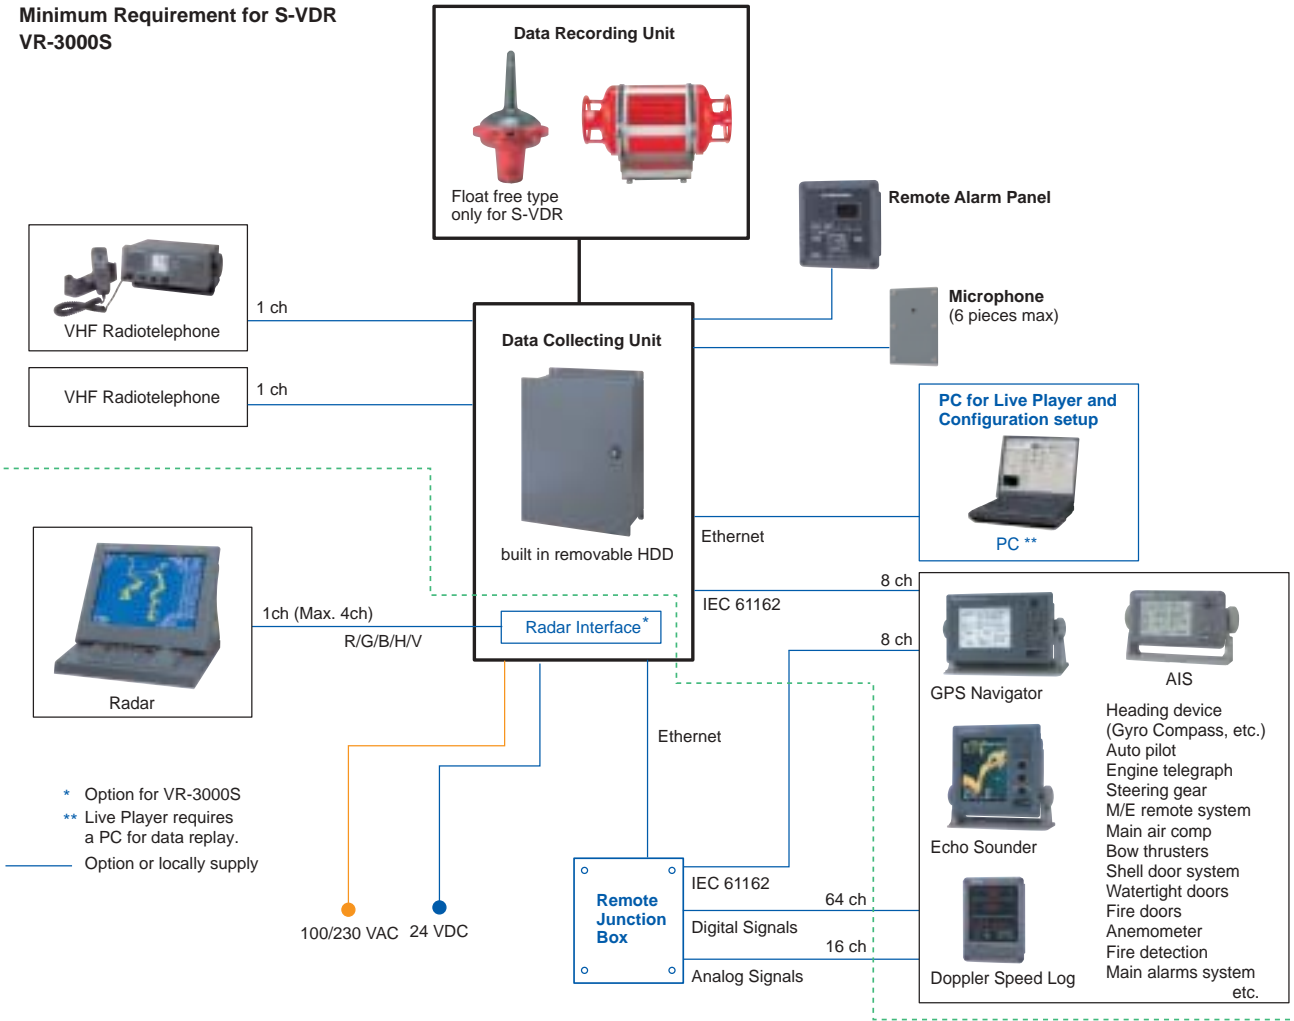 Minimum Requirement for S-VDR
VR-3000S
Data Recording Unit
Float free type
only for S-VDR
Remote Alarm Panel
Microphone
(6 pieces max)
VHF Radiotelephone
1 ch
VHF Radiotelephone
1 ch
Data Collecting Unit
built in removable HDD
Radar Interface*
PC for Live Player and
Configuration setup
PC **
Ethernet
8 ch
IEC 61162
8 ch
1ch (Max. 4ch)
R/G/B/H/V
Radar
GPS Navigator
AIS
Ethernet
Heading device
(Gyro Compass, etc.)
Auto pilot
Engine telegraph
Steering gear
M/E remote system
Main air comp
Bow thrusters
Shell door system
Watertight doors
Fire doors
Anemometer
Fire detection
Main alarms system
etc.
Echo Sounder
Doppler Speed Log
* Option for VR-3000S
** Live Player requires
a PC for data replay.
Option or locally supply
100/230 VAC
24 VDC
Remote
Junction
Box
IEC 61162
64 ch
Digital Signals
16 ch
Analog Signals